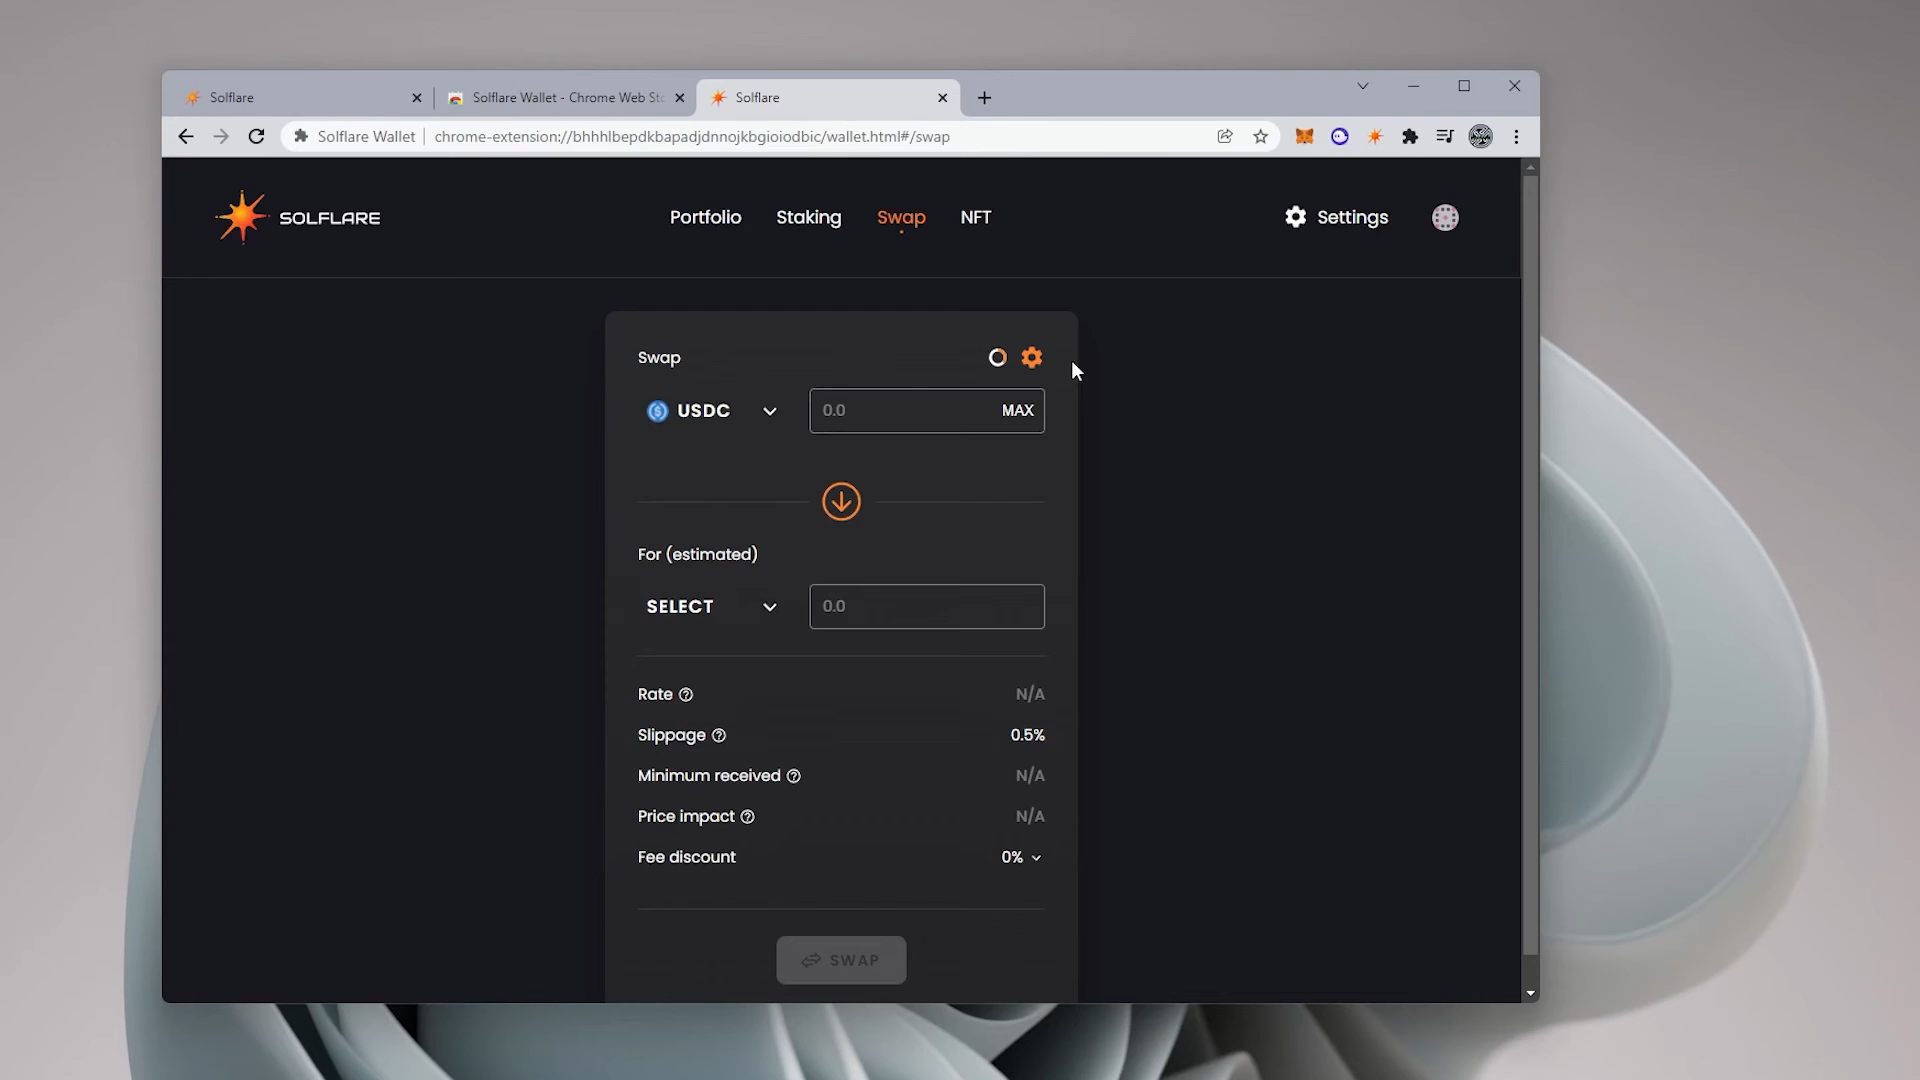 Solflare
Solflare Wallet - Chrome Web Sto
Solflare
Solflare Wallet
chrome-extension://bhhhlbepdkbapadjdnnojkbgioiodbic/wallet.html#/swap
SOLFLARE
Portfolio
Staking
Swap
NFT
Settings
Swap
USDC
0.0
MAX
For (estimated)
SELECT
0.0
Rate
N/A
Slippage
0.5%
Minimum received
N/A
Price impact
N/A
Fee discount
0%
SWAP